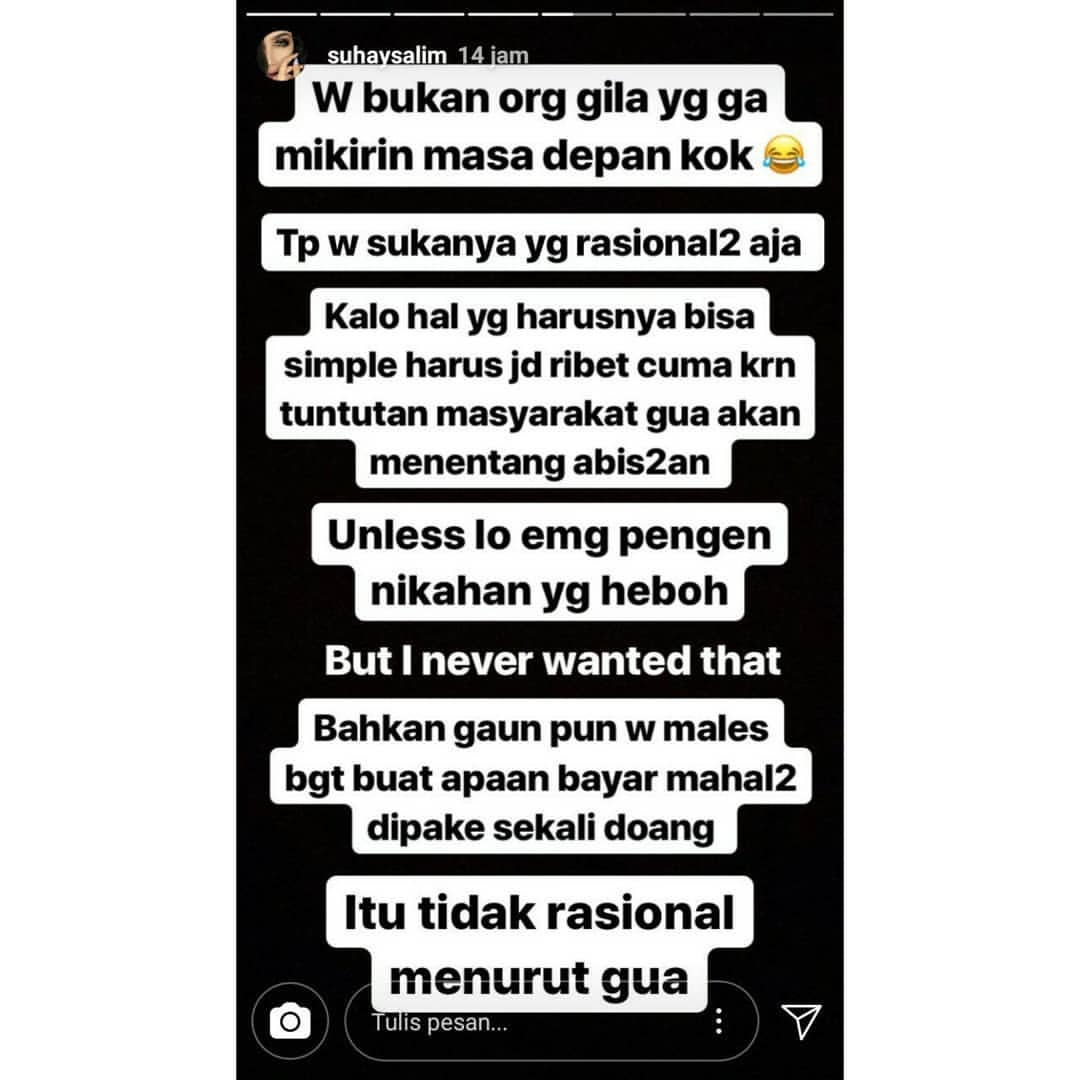 suhaysalim 14 jam
W bukan org gila yg ga
mikirin masa depan kok 😂
Tp w sukanya yg rasional2 aja
Kalo hal yg harusnya bisa
simple harus jd ribet cuma krn
tuntutan masyarakat gua akan
menentang abis2an
Unless lo emg pengen
nikahan yg heboh
But I never wanted that
Bahkan gaun pun w males
bgt buat apaan bayar mahal2
dipake sekali doang
Itu tidak rasional
menurut gua
Tulis pesan...